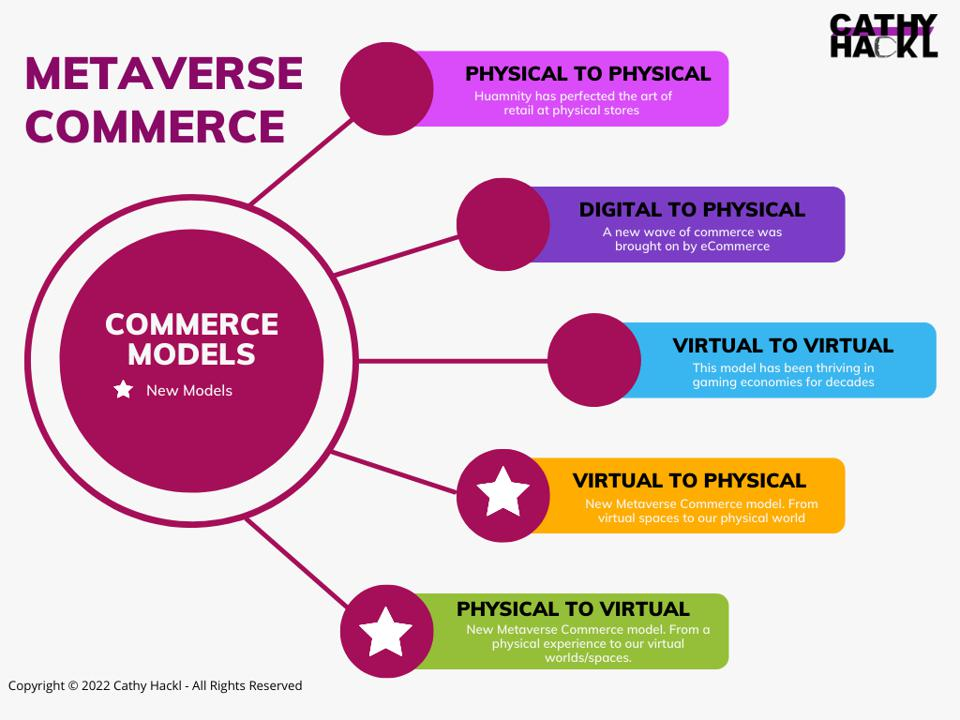 CATHY
HACKL
METAVERSE
COMMERCE
PHYSICAL TO PHYSICAL
Huamnity has perfected the art of
retail at physical stores
DIGITAL TO PHYSICAL
A new wave of commerce was
brought on by eCommerce
COMMERCE
MODELS
New Models
VIRTUAL TO VIRTUAL
This model has been thriving in
gaming economies for decades
VIRTUAL TO PHYSICAL
New Metaverse Commerce model. From
virtual spaces to our physical world
PHYSICAL TO VIRTUAL
New Metaverse Commerce model. From a
physical experience to our virtual
worlds/spaces.
Copyright © 2022 Cathy Hackl - All Rights Reserved